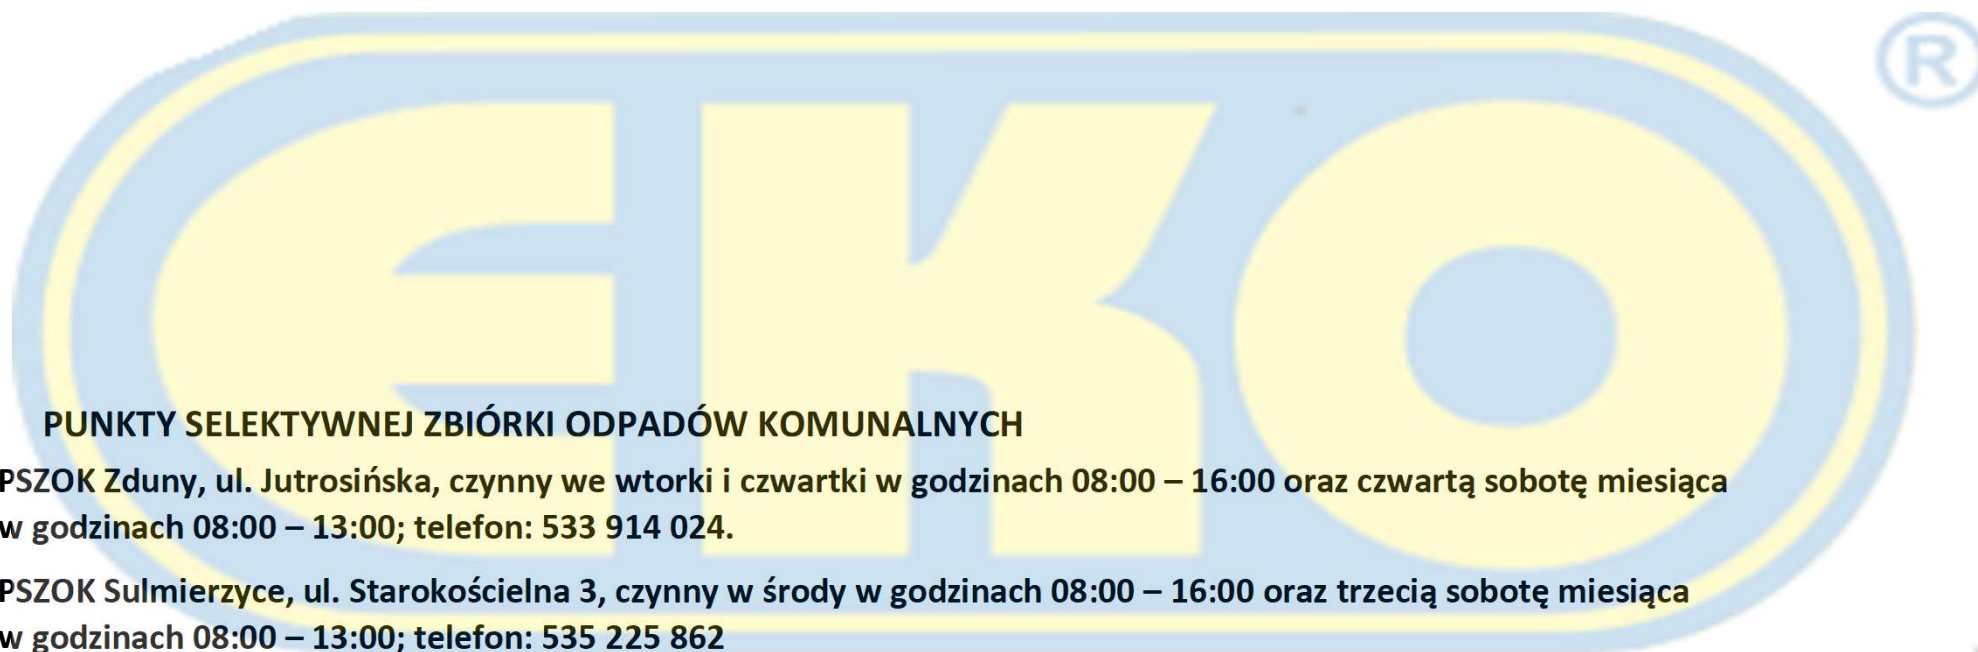 EKO ®
PUNKTY SELEKTYWNEJ ZBIÓRKI ODPADÓW KOMUNALNYCH
PSZOK Zduny, ul. Jutrosińska, czynny we wtorki i czwartki w godzinach 08:00 – 16:00 oraz czwartą sobotę miesiąca
w godzinach 08:00 – 13:00; telefon: 533 914 024.
PSZOK Sulmierzyce, ul. Starokościelna 3, czynny w środy w godzinach 08:00 – 16:00 oraz trzecią sobotę miesiąca
w godzinach 08:00 – 13:00; telefon: 535 225 862